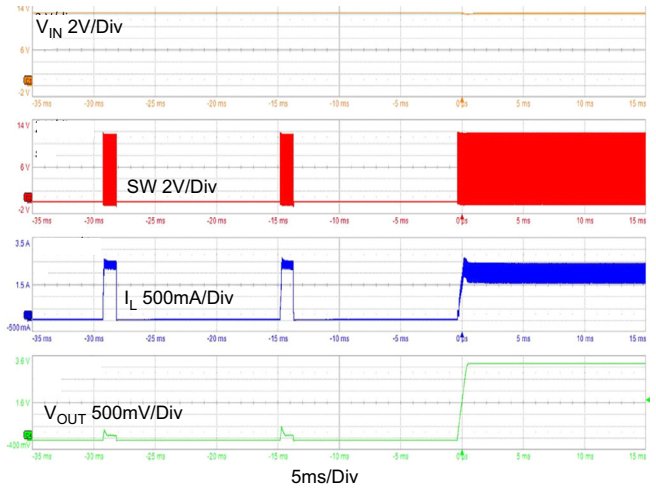 14 V
V_IN 2V/Div
6 V
-2 V
-35 ms -30 ms -25 ms -20 ms -15 ms -10 ms -5 ms 0 ps 5 ms 10 ms 15 ms
14 V
6 V
SW 2V/Div
-2 V
-35 ms -30 ms -25 ms -20 ms -15 ms -10 ms -5 ms 0 ps 5 ms 10 ms 15 ms
3.5 A
1.5 A
I_L 500mA/Div
-500 mA
-35 ms -30 ms -25 ms -20 ms -15 ms -10 ms -5 ms 0 ps 5 ms 10 ms 15 ms
3.6 V
1.6 V
V_OUT 500mV/Div
-400 mV
-35 ms -30 ms -25 ms -20 ms -15 ms -10 ms -5 ms 0 ps 5 ms 10 ms 15 ms
5ms/Div